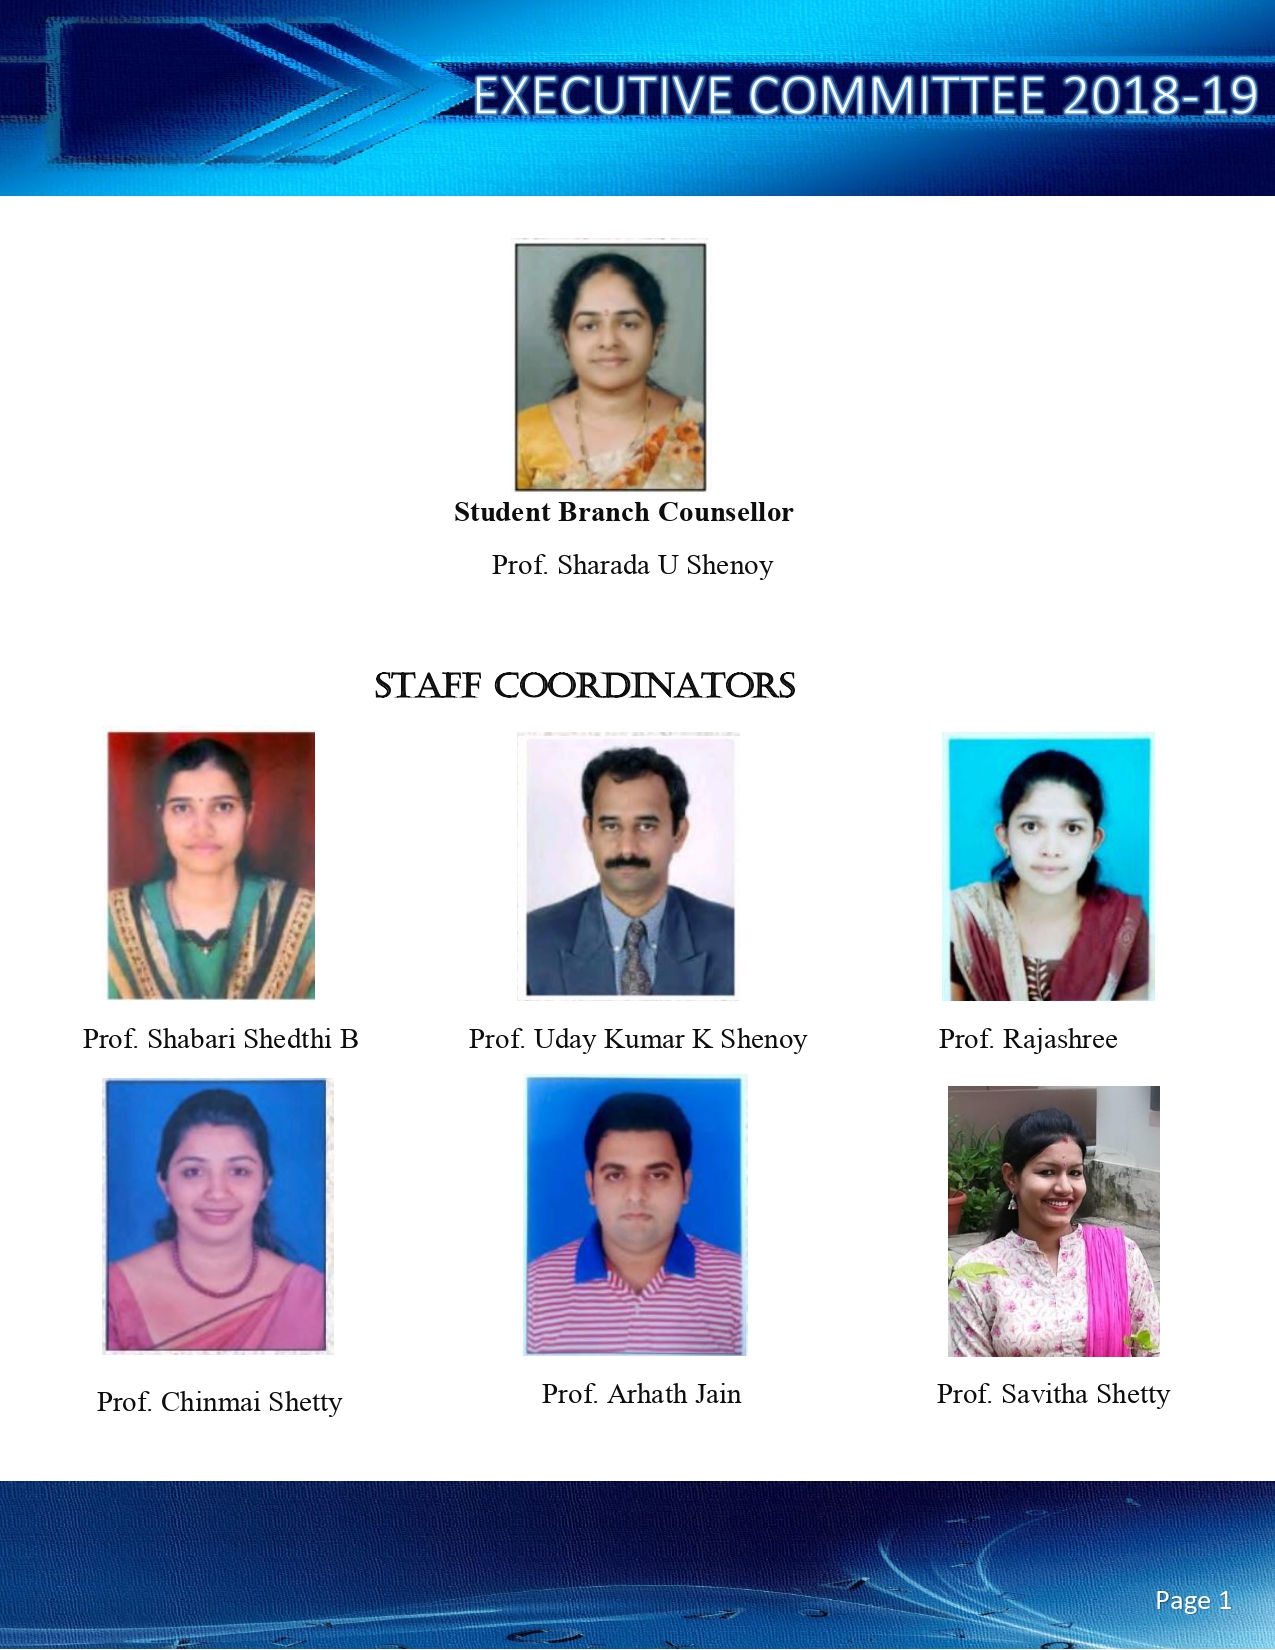 EXECUTIVE COMMITTEE 2018-19
Student Branch Counsellor
Prof. Sharada U Shenoy
STAFF COORDINATORS
Prof. Shabari Shedthi B
Prof. Uday Kumar K Shenoy
Prof. Rajashree
Prof. Chinmai Shetty
Prof. Arhath Jain
Prof. Savitha Shetty
Page 1